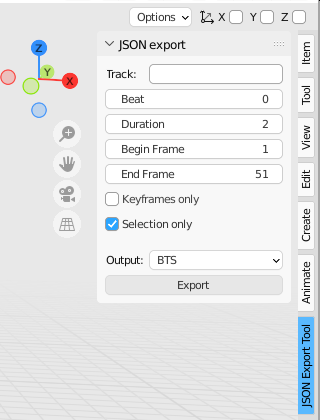 Options X Y Z
JSON export
Track:
Beat 0
Duration 2
Begin Frame 1
End Frame 51
Keyframes only
Selection only
Output: BTS
Export
Z
Y
X
Item
Tool
View
Edit
Create
Animate
JSON Export Tool